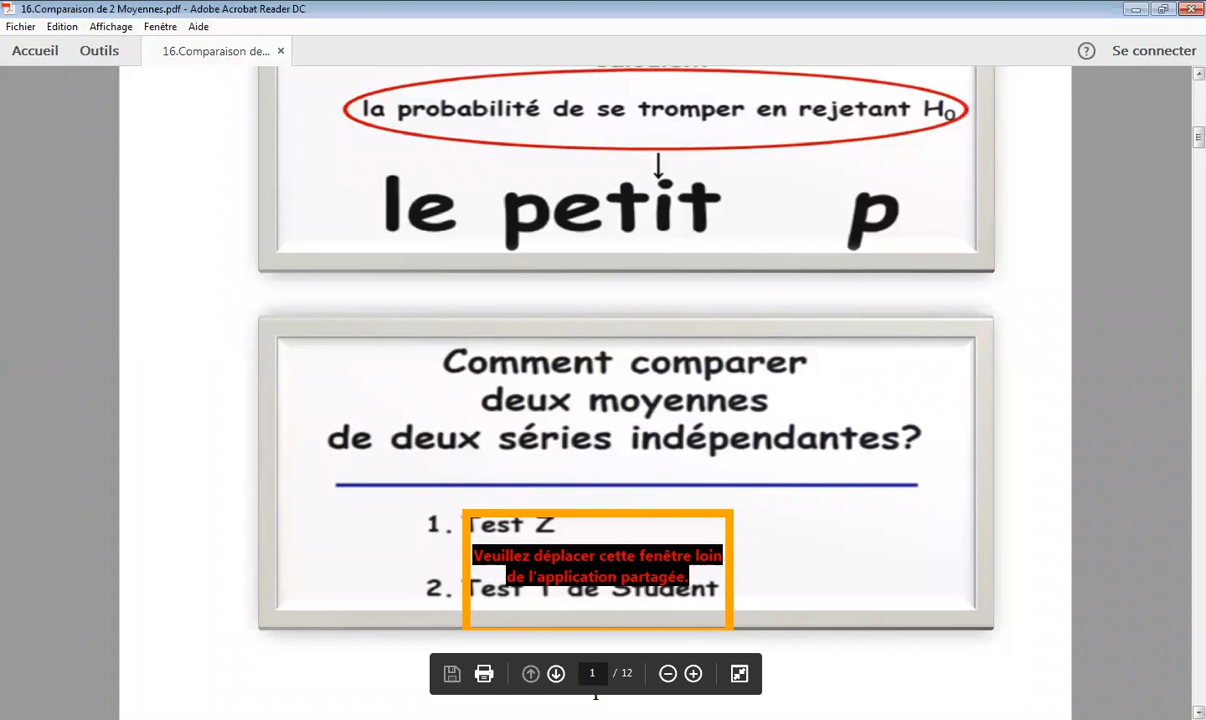 16.Comparaison de 2 Moyennes.pdf - Adobe Acrobat Reader DC
Fichier Edition Affichage Fenêtre Aide
Accueil Outils 16.Comparaison de... × ? Se connecter
la probabilité de se tromper en rejetant H₀
↓
le petit p
Comment comparer
deux moyennes
de deux séries indépendantes?
1. Test Z
Veuillez déplacer cette fenêtre loin
de l'application partagée.
2. Test T de Student
1 / 12